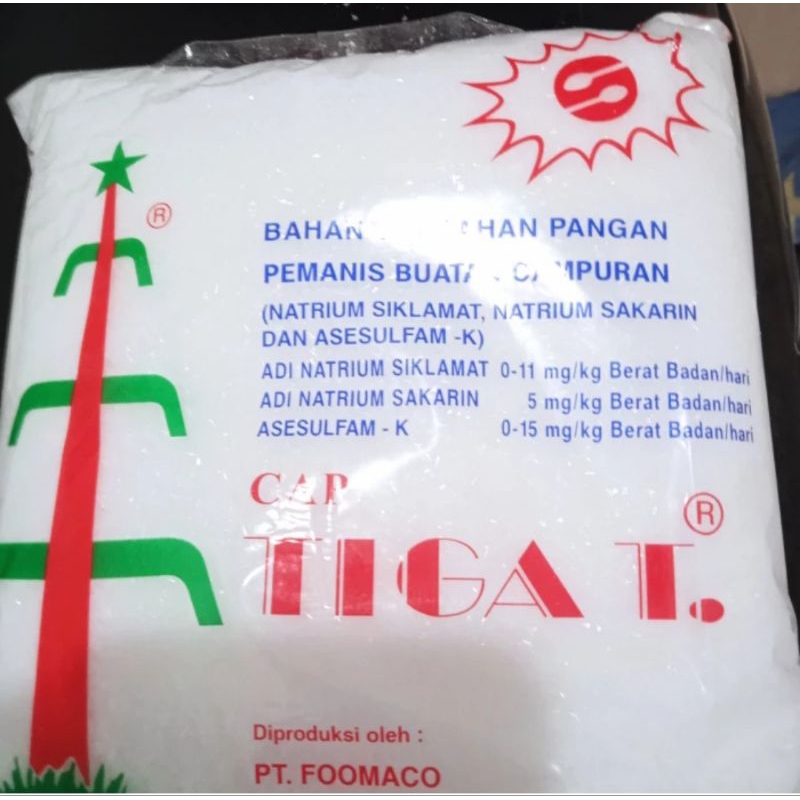 ®
BAHAN PANGAN
PEMANIS CAMPURAN
(NATRIUM SIKLAMAT, NATRIUM SAKARIN
DAN ASESULFAM -K)
ADI NATRIUM SIKLAMAT 0-11 mg/kg Berat Badan/hari
ADI NATRIUM SAKARIN 5 mg/kg Berat Badan/hari
ASESULFAM - K 0-15 mg/kg Berat Badan/hari
CAP
TIGA T. ®
Diproduksi oleh :
PT. FOOMACO